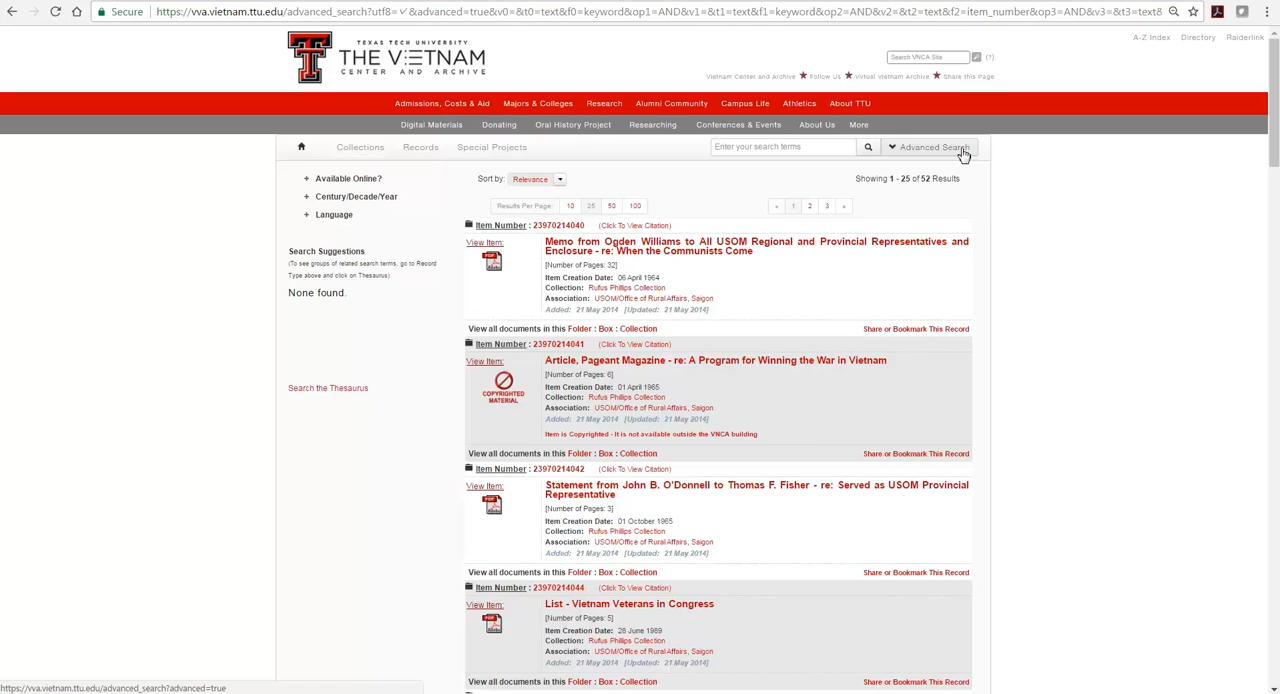 Secure
https://vva.vietnam.ttu.edu/advanced_search?utf8=✓&advanced=true&v0=&t0=text&f0=keyword&op1=AND&v1=&t1=text&f1=keyword&op2=AND&v2=&t2=text&f2=item_number&op3=AND&v3=&t3=text&
A-Z Index Directory Raiderlink
TEXAS TECH UNIVERSITY
THE VIETNAM
CENTER AND ARCHIVE
Search VNCA Site (?)
Vietnam Center and Archive ★ Follow Us ★ Virtual Vietnam Archive ★ Share this Page
Admissions, Costs & Aid Majors & Colleges Research Alumni Community Campus Life Athletics About TTU
Digital Materials Donating Oral History Project Researching Conferences & Events About Us More
Collections Records Special Projects Enter your search terms Advanced Search
+ Available Online?
+ Century/Decade/Year
+ Language
Search Suggestions
(To see groups of related search terms, go to Record
Type above and click on Thesaurus)
None found.
Search the Thesaurus
Sort by: Relevance Showing 1 - 25 of 52 Results
Results Per Page: 10 25 50 100 « 1 2 3 »
Item Number : 23970214040 (Click To View Citation)
View Item:
Memo from Ogden Williams to All USOM Regional and Provincial Representatives and
Enclosure - re: When the Communists Come
[Number of Pages: 32]
Item Creation Date: 06 April 1964
Collection: Rufus Phillips Collection
Association: USOM/Office of Rural Affairs, Saigon
Added: 21 May 2014 [Updated: 21 May 2014]
View all documents in this Folder : Box : Collection Share or Bookmark This Record
Item Number : 23970214041 (Click To View Citation)
View Item:
COPYRIGHTED
MATERIAL
Article, Pageant Magazine - re: A Program for Winning the War in Vietnam
[Number of Pages: 6]
Item Creation Date: 01 April 1965
Collection: Rufus Phillips Collection
Association: USOM/Office of Rural Affairs, Saigon
Added: 21 May 2014 [Updated: 21 May 2014]
Item is Copyrighted - It is not available outside the VNCA building
View all documents in this Folder : Box : Collection Share or Bookmark This Record
Item Number : 23970214042 (Click To View Citation)
View Item:
Statement from John B. O'Donnell to Thomas F. Fisher - re: Served as USOM Provincial
Representative
[Number of Pages: 3]
Item Creation Date: 01 October 1965
Collection: Rufus Phillips Collection
Association: USOM/Office of Rural Affairs, Saigon
Added: 21 May 2014 [Updated: 21 May 2014]
View all documents in this Folder : Box : Collection Share or Bookmark This Record
Item Number : 23970214044 (Click To View Citation)
View Item:
List - Vietnam Veterans in Congress
[Number of Pages: 5]
Item Creation Date: 28 June 1989
Collection: Rufus Phillips Collection
Association: USOM/Office of Rural Affairs, Saigon
Added: 21 May 2014 [Updated: 21 May 2014]
View all documents in this Folder : Box : Collection Share or Bookmark This Record
https://vva.vietnam.ttu.edu/advanced_search?advanced=true